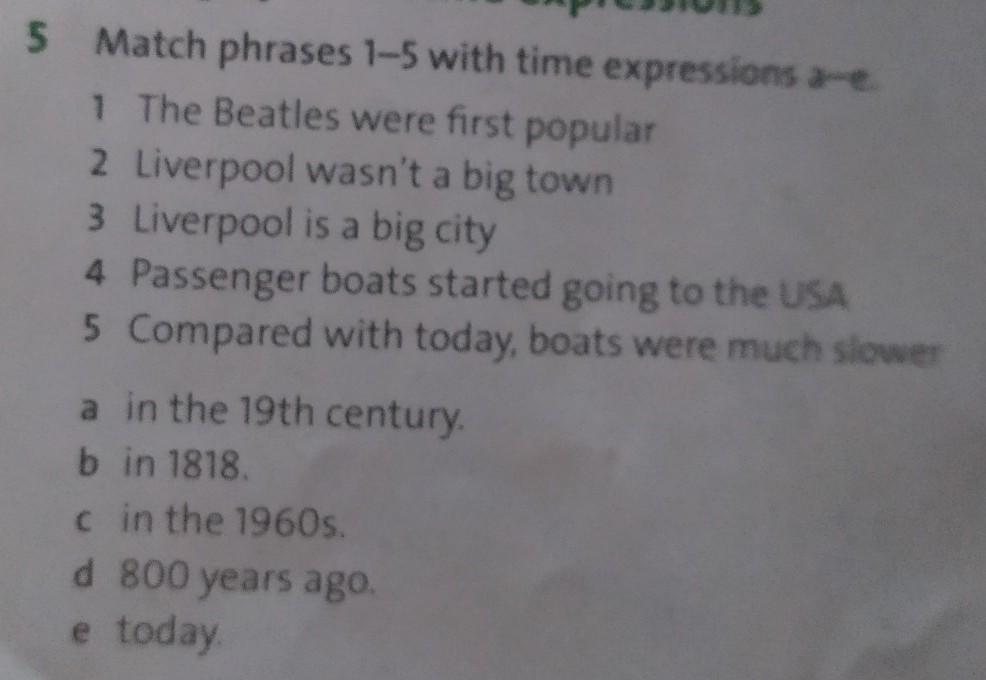 expressions
5 Match phrases 1–5 with time expressions a–e.
1 The Beatles were first popular
2 Liverpool wasn't a big town
3 Liverpool is a big city
4 Passenger boats started going to the USA
5 Compared with today, boats were much slower
a in the 19th century.
b in 1818.
c in the 1960s.
d 800 years ago.
e today.